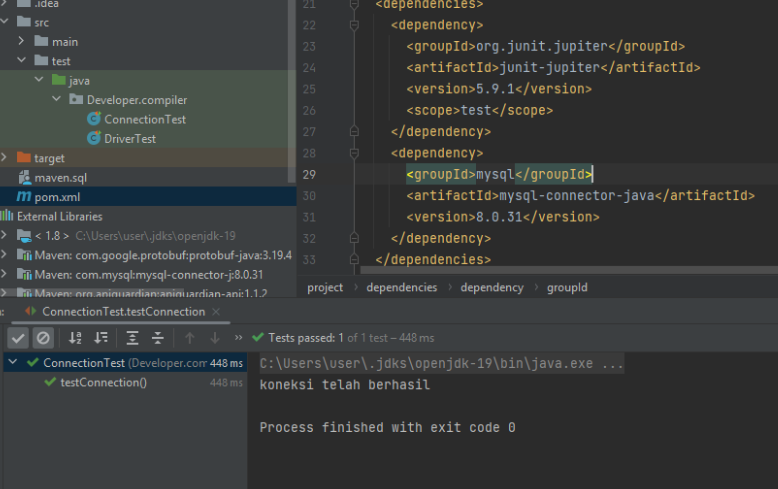 .idea
src
main
test
java
Developer.compiler
ConnectionTest
DriverTest
target
maven.sql
pom.xml
External Libraries
< 1.8 > C:\Users\user\.jdks\openjdk-19
Maven: com.google.protobuf:protobuf-java:3.19.4
Maven: com.mysql:mysql-connector-j:8.0.31
Maven: org.apiguardian:apiguardian-api:1.1.2
21 <dependencies>
22 <dependency>
23 <groupId>org.junit.jupiter</groupId>
24 <artifactId>junit-jupiter</artifactId>
25 <version>5.9.1</version>
26 <scope>test</scope>
27 </dependency>
28 <dependency>
29 <groupId>mysql</groupId>
30 <artifactId>mysql-connector-java</artifactId>
31 <version>8.0.31</version>
32 </dependency>
33 </dependencies>
project > dependencies > dependency > groupId
ConnectionTest.testConnection ×
» Tests passed: 1 of 1 test – 448 ms
ConnectionTest (Developer.com 448 ms
testConnection() 448 ms
C:\Users\user\.jdks\openjdk-19\bin\java.exe ...
koneksi telah berhasil
Process finished with exit code 0